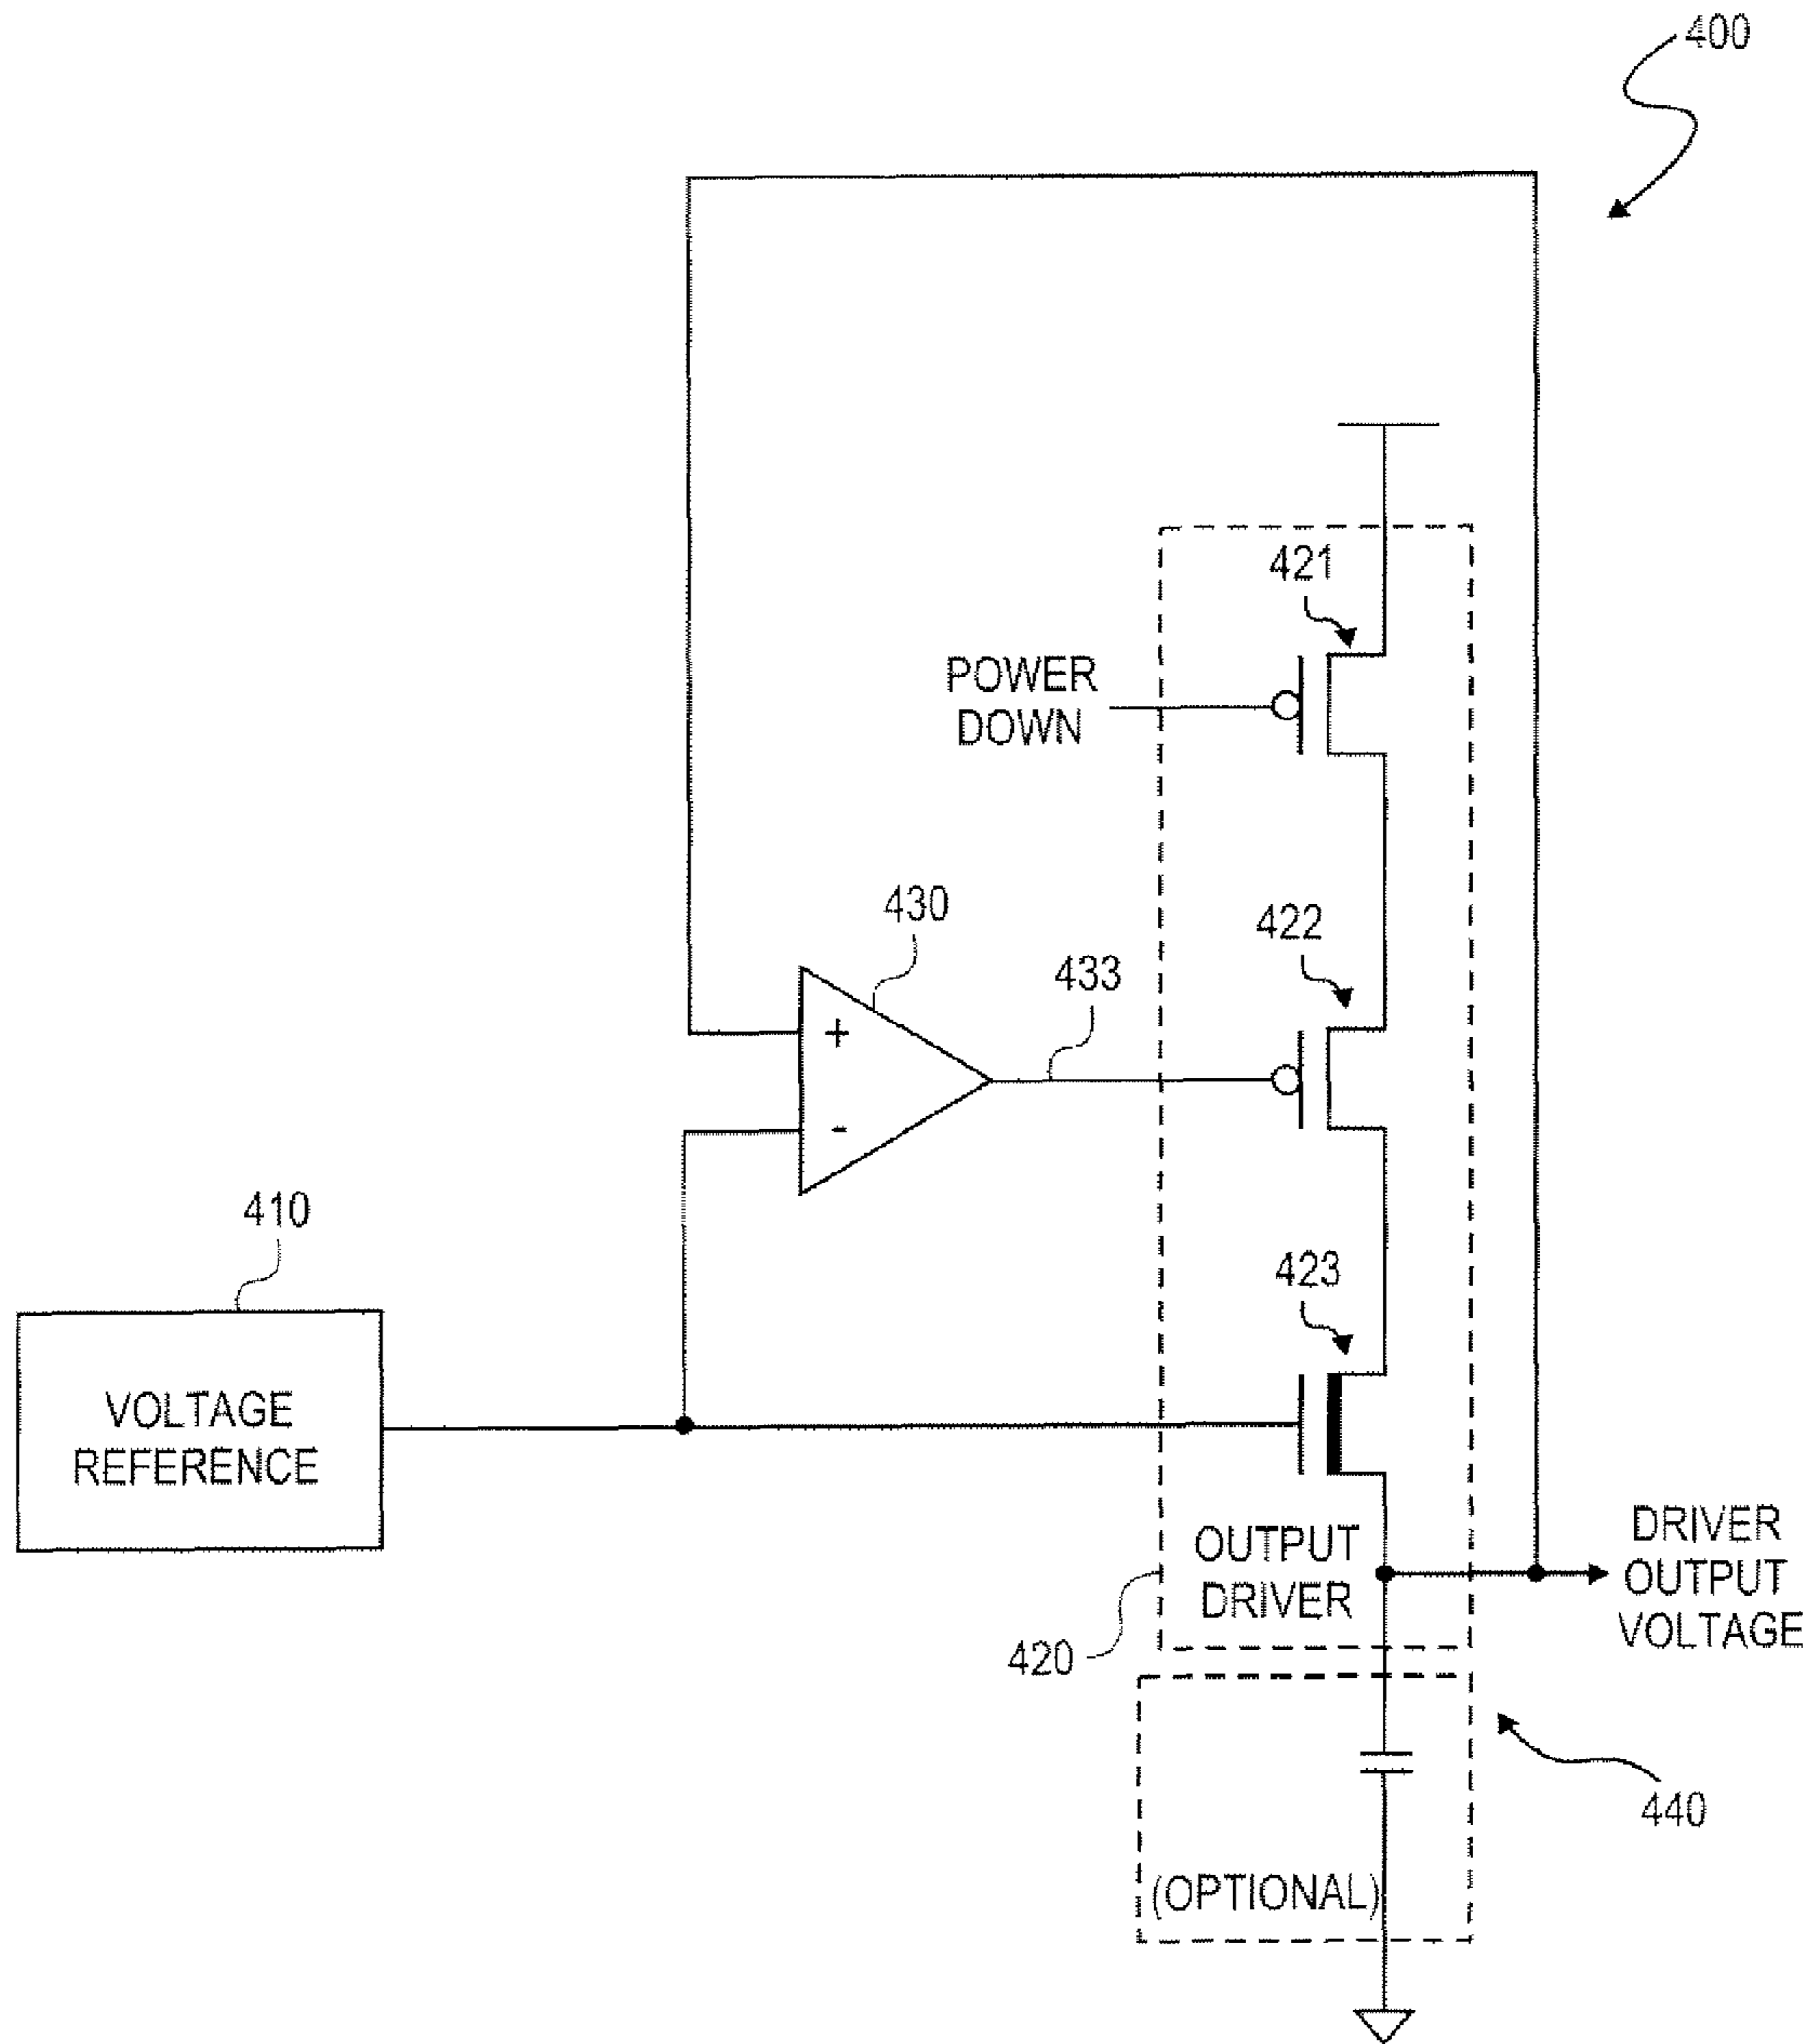 400
421
POWER
DOWN
430
422
433
+
-
410
423
VOLTAGE
REFERENCE
OUTPUT
DRIVER
DRIVER
OUTPUT
VOLTAGE
420
440
(OPTIONAL)